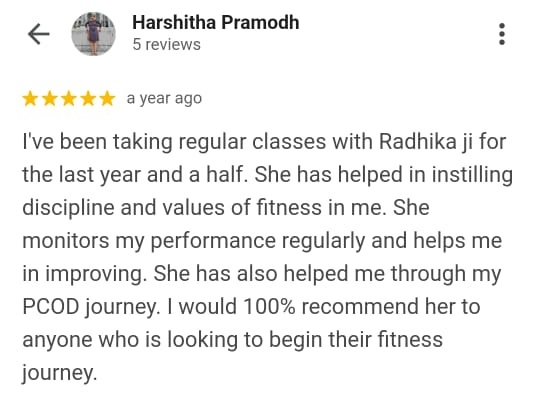 Harshitha Pramodh
5 reviews
a year ago
I've been taking regular classes with Radhika ji for
the last year and a half. She has helped in instilling
discipline and values of fitness in me. She
monitors my performance regularly and helps me
in improving. She has also helped me through my
PCOD journey. I would 100% recommend her to
anyone who is looking to begin their fitness
journey.